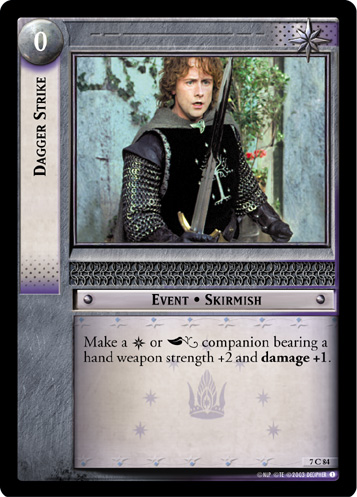 0
DAGGER STRIKE
EVENT • SKIRMISH
Make a or companion bearing a
hand weapon strength +2 and damage +1.
7 C 84